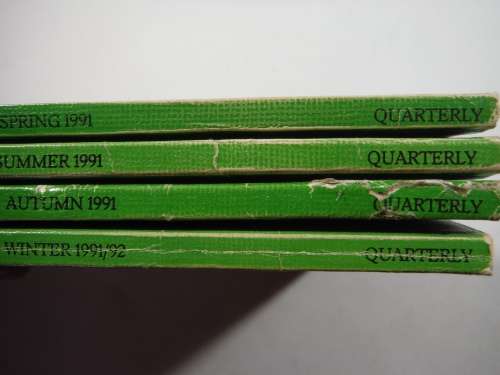 SPRING 1991 QUARTERLY
SUMMER 1991 QUARTERLY
AUTUMN 1991 QUARTERLY
WINTER 1991/92 QUARTERLY